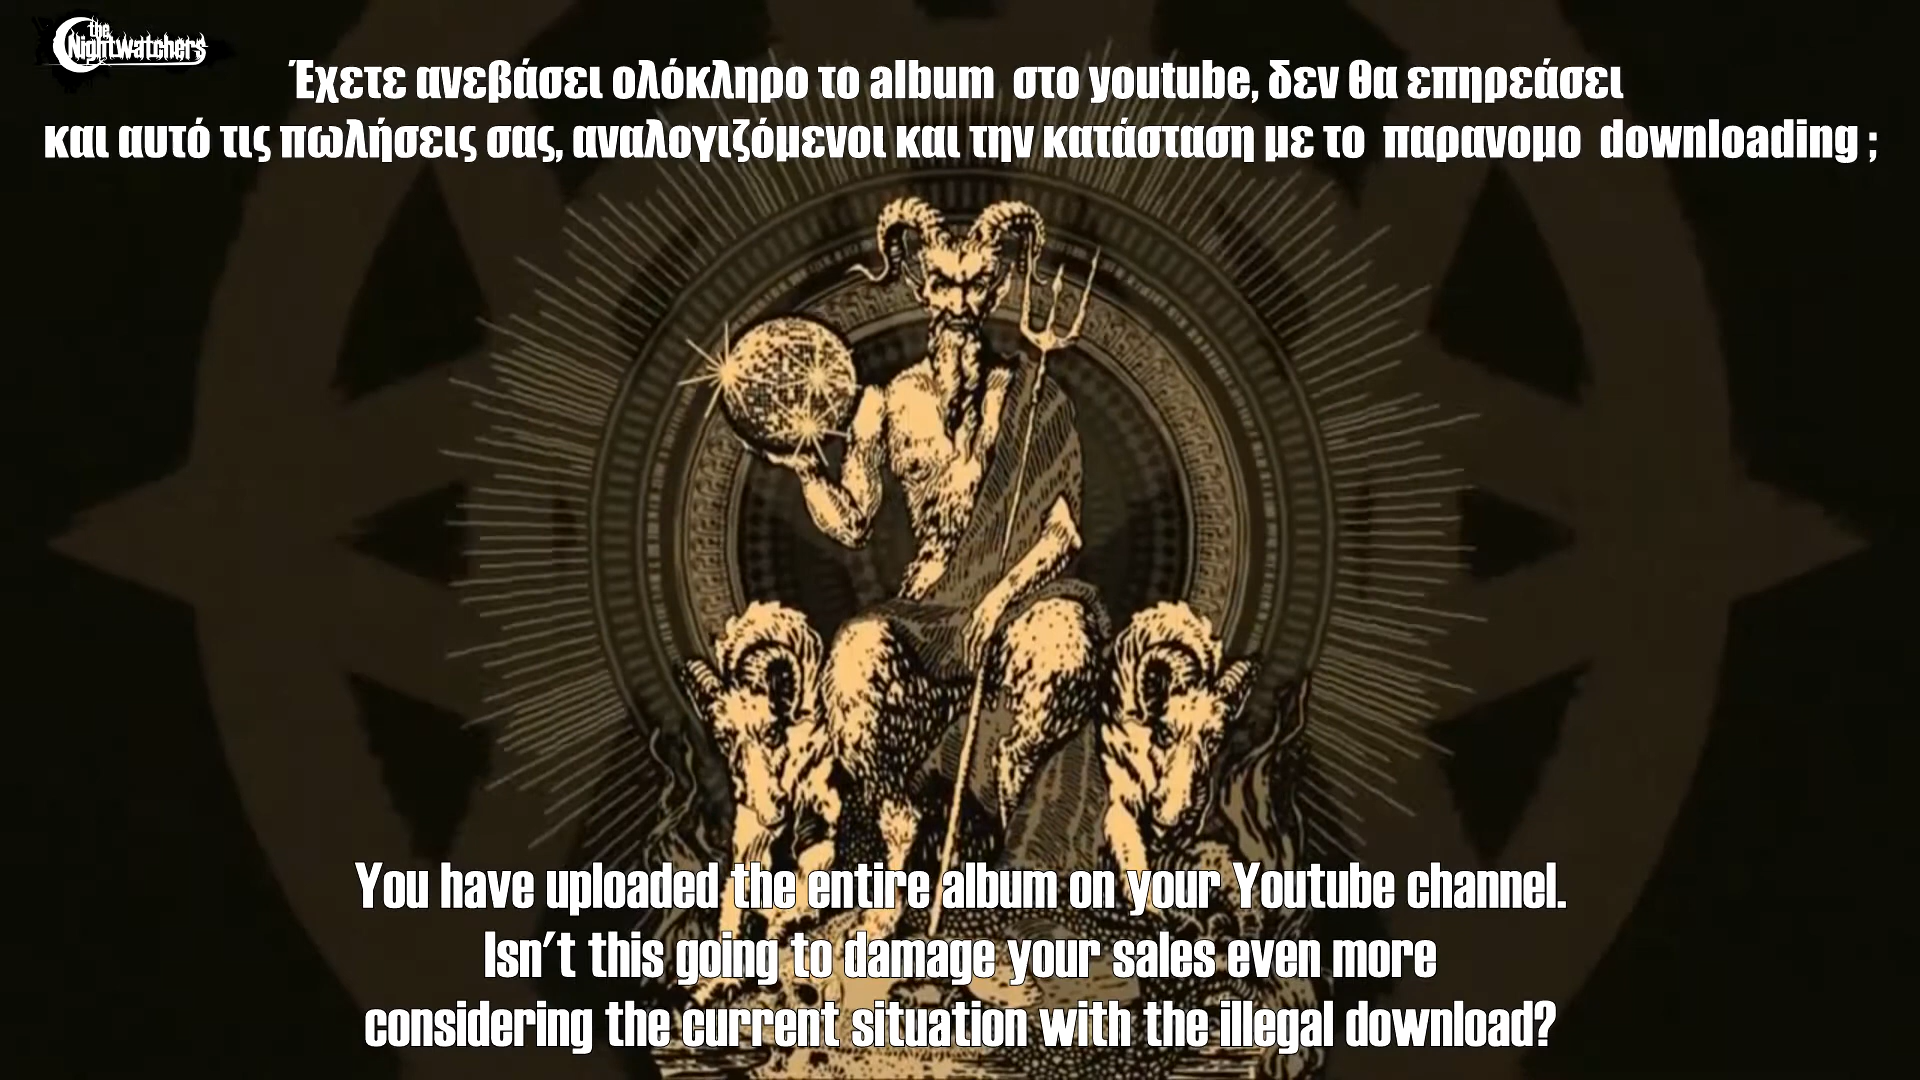 the
Nightwatchers
Έχετε ανεβάσει ολόκληρο το album στο youtube, δεν θα επηρεάσει
και αυτό τις πωλήσεις σας, αναλογιζόμενοι και την κατάσταση με το παρανομο downloading ;
You have uploaded the entire album on your Youtube channel.
Isn't this going to damage your sales even more
considering the current situation with the illegal download?